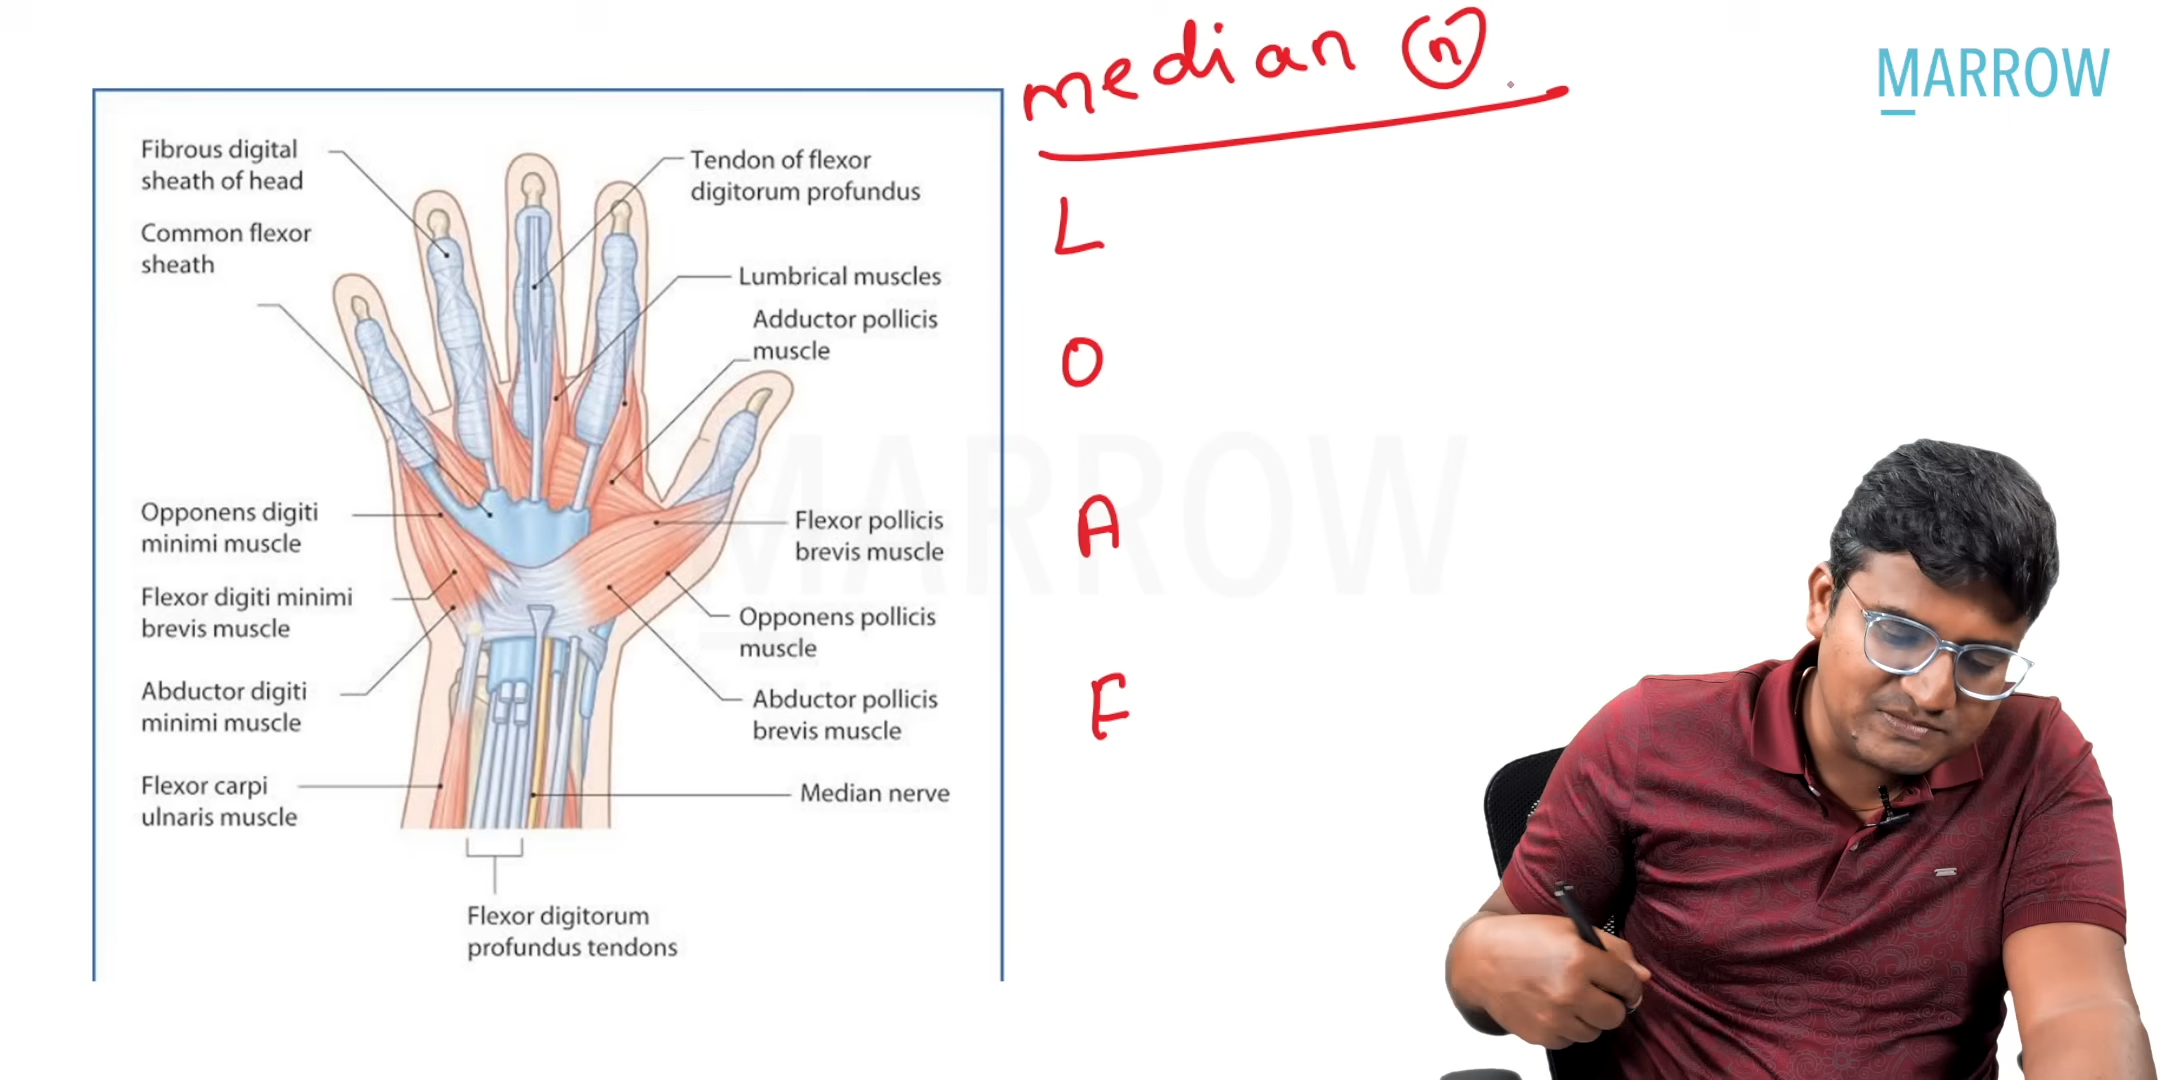 median (n)
MARROW
Fibrous digital
sheath of head
Common flexor
sheath
Tendon of flexor
digitorum profundus
Lumbrical muscles
Adductor pollicis
muscle
Opponens digiti
minimi muscle
Flexor digiti minimi
brevis muscle
Abductor digiti
minimi muscle
Flexor carpi
ulnaris muscle
Flexor pollicis
brevis muscle
Opponens pollicis
muscle
Abductor pollicis
brevis muscle
Median nerve
Flexor digitorum
profundus tendons
L
O
A
F
MARROW